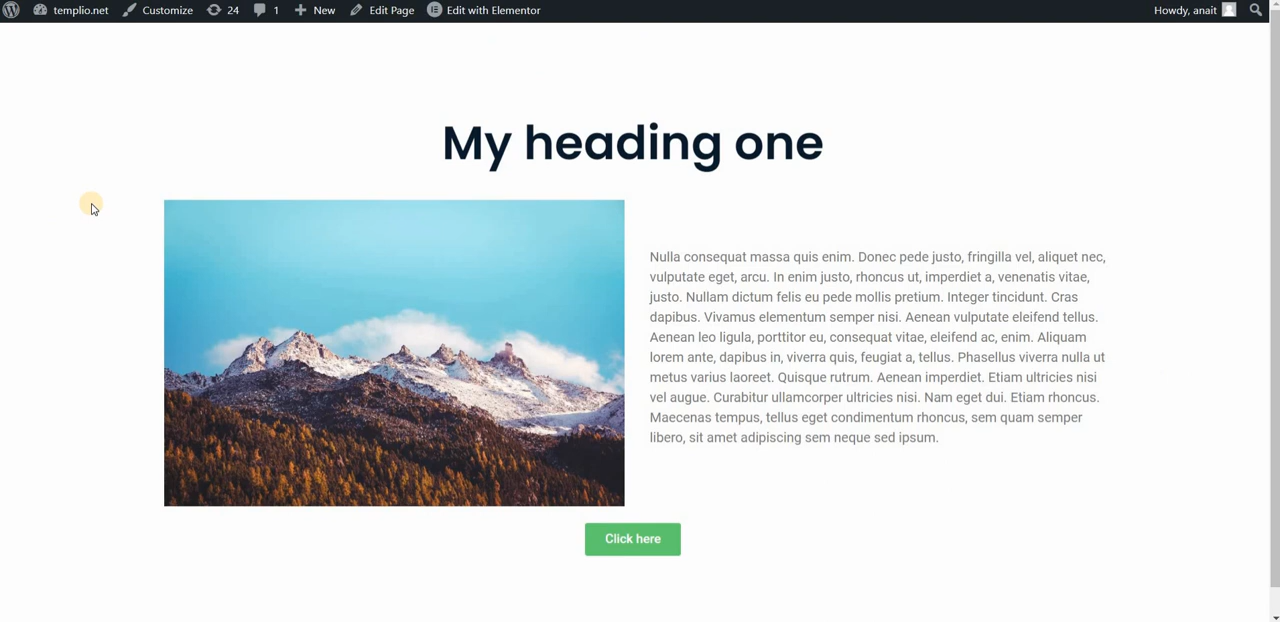 templio.net Customize 24 1 New Edit Page Edit with Elementor Howdy, anait
My heading one
Nulla consequat massa quis enim. Donec pede justo, fringilla vel, aliquet nec,
vulputate eget, arcu. In enim justo, rhoncus ut, imperdiet a, venenatis vitae,
justo. Nullam dictum felis eu pede mollis pretium. Integer tincidunt. Cras
dapibus. Vivamus elementum semper nisi. Aenean vulputate eleifend tellus.
Aenean leo ligula, porttitor eu, consequat vitae, eleifend ac, enim. Aliquam
lorem ante, dapibus in, viverra quis, feugiat a, tellus. Phasellus viverra nulla ut
metus varius laoreet. Quisque rutrum. Aenean imperdiet. Etiam ultricies nisi
vel augue. Curabitur ullamcorper ultricies nisi. Nam eget dui. Etiam rhoncus.
Maecenas tempus, tellus eget condimentum rhoncus, sem quam semper
libero, sit amet adipiscing sem neque sed ipsum.
Click here